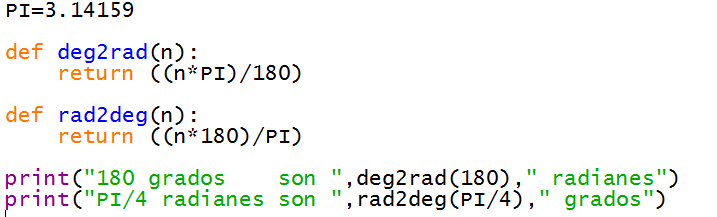 PI=3.14159
def deg2rad(n):
    return ((n*PI)/180)
def rad2deg(n):
    return ((n*180)/PI)
print("180 grados    son ",deg2rad(180)," radianes")
print("PI/4 radianes son ",rad2deg(PI/4)," grados")